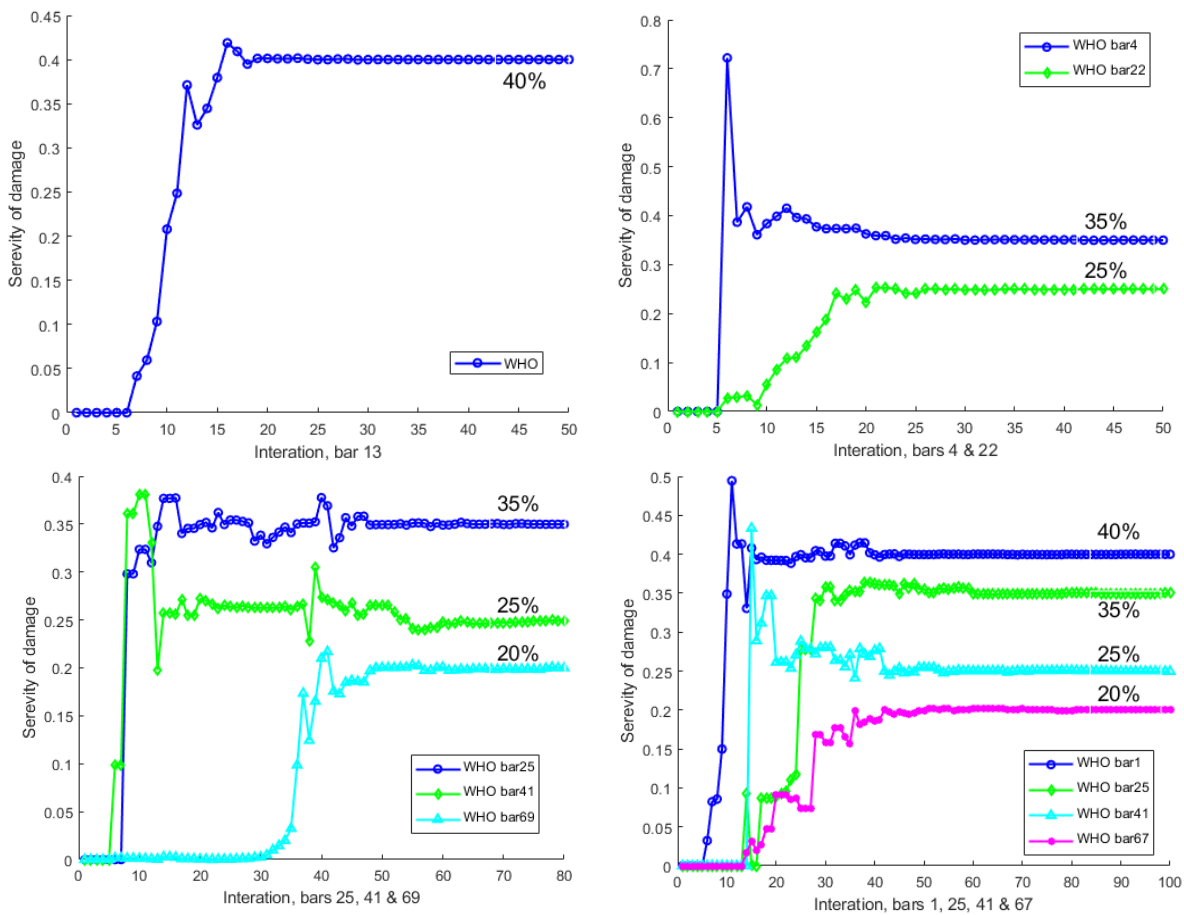 0.45
0.4
0.35
0.3
0.25
0.2
0.15
0.1
0.05
0
Serevity of damage
40%
WHO
0 5 10 15 20 25 30 35 40 45 50
Interation, bar 13
0.8
0.7
0.6
0.5
0.4
0.3
0.2
0.1
0
Serevity of damage
WHO bar4
WHO bar22
35%
25%
0 5 10 15 20 25 30 35 40 45 50
Interation, bars 4 & 22
0.4
0.35
0.3
0.25
0.2
0.15
0.1
0.05
0
Serevity of damage
35%
25%
20%
WHO bar25
WHO bar41
WHO bar69
0 10 20 30 40 50 60 70 80
Interation, bars 25, 41 & 69
0.5
0.45
0.4
0.35
0.3
0.25
0.2
0.15
0.1
0.05
0
Serevity of damage
40%
35%
25%
20%
WHO bar1
WHO bar25
WHO bar41
WHO bar67
0 10 20 30 40 50 60 70 80 90 100
Interation, bars 1, 25, 41 & 67